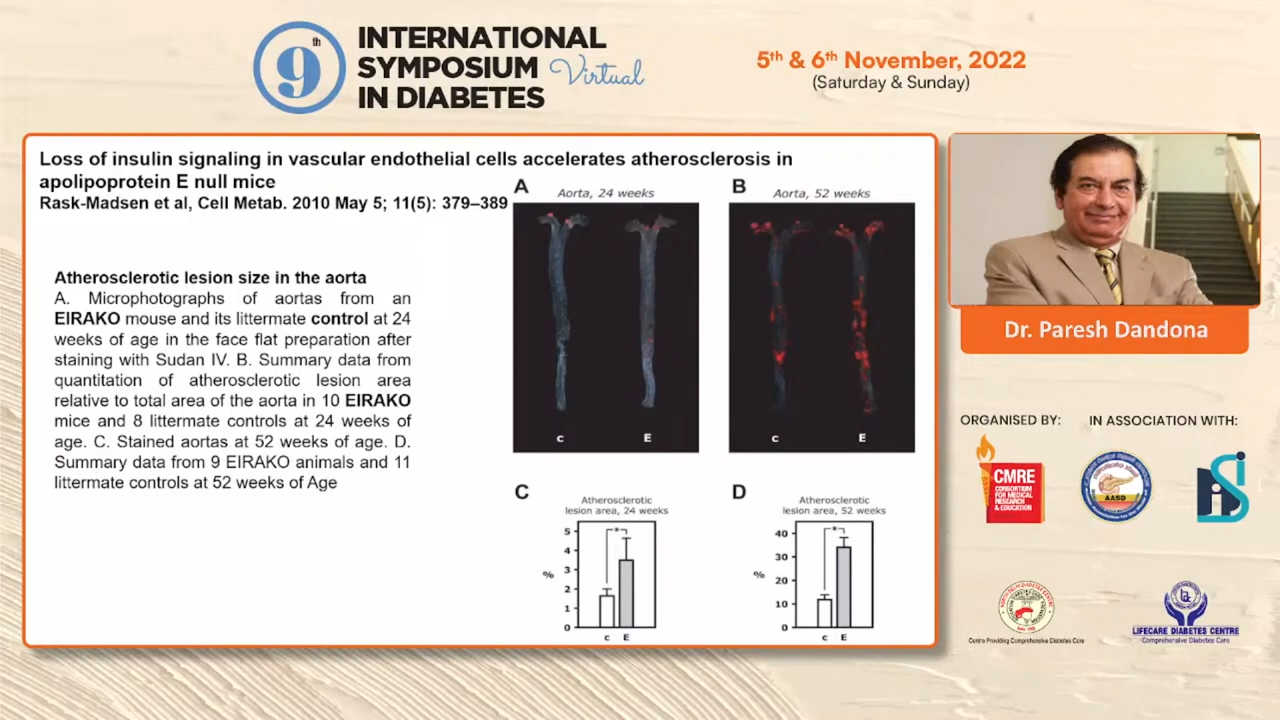 9th
INTERNATIONAL
SYMPOSIUM Virtual
IN DIABETES
5th & 6th November, 2022
(Saturday & Sunday)
Loss of insulin signaling in vascular endothelial cells accelerates atherosclerosis in
apolipoprotein E null mice
Rask-Madsen et al, Cell Metab. 2010 May 5; 11(5): 379–389
Atherosclerotic lesion size in the aorta
A. Microphotographs of aortas from an
EIRAKO mouse and its littermate control at 24
weeks of age in the face flat preparation after
staining with Sudan IV. B. Summary data from
quantitation of atherosclerotic lesion area
relative to total area of the aorta in 10 EIRAKO
mice and 8 littermate controls at 24 weeks of
age. C. Stained aortas at 52 weeks of age. D.
Summary data from 9 EIRAKO animals and 11
littermate controls at 52 weeks of Age
A
Aorta, 24 weeks
c E
B
Aorta, 52 weeks
c E
C
Atherosclerotic
lesion area, 24 weeks
5
4
3
2
1
0
%
*
c E
D
Atherosclerotic
lesion area, 52 weeks
40
30
20
10
0
%
*
c E
Dr. Paresh Dandona
ORGANISED BY:
CMRE
CONSORTIUM
FOR MEDICAL
RESEARCH
& EDUCATION
IN ASSOCIATION WITH:
AASD
Centre Providing Comprehensive Diabetes Care
LIFECARE DIABETES CENTRE
Comprehensive Diabetes Care